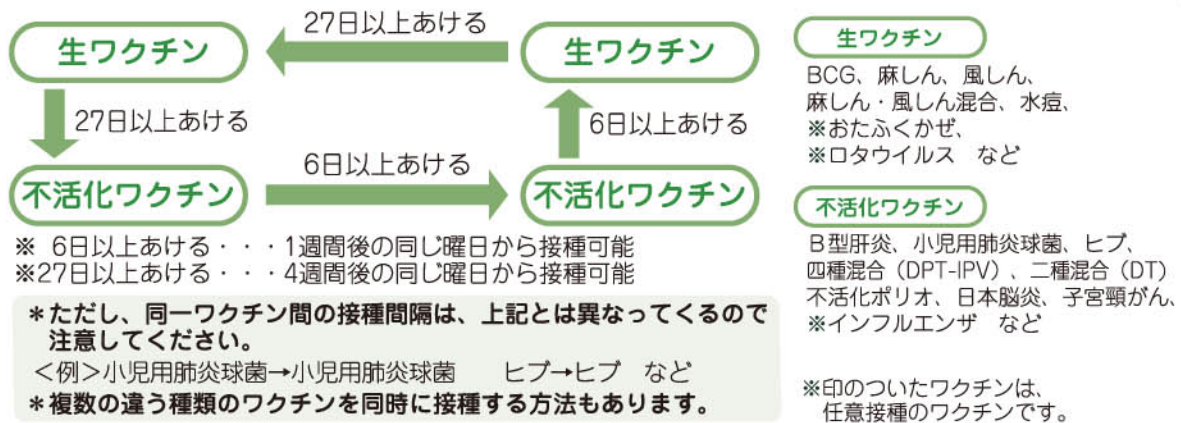 27日以上あける
生ワクチン
生ワクチン
27日以上あける
6日以上あける
6日以上あける
不活化ワクチン
不活化ワクチン
※ 6日以上あける・・・1週間後の同じ曜日から接種可能
※27日以上あける・・・4週間後の同じ曜日から接種可能
＊ただし、同一ワクチン間の接種間隔は、上記とは異なってくるので
注意してください。
＜例＞小児用肺炎球菌→小児用肺炎球菌　　ヒブ→ヒブ　など
＊複数の違う種類のワクチンを同時に接種する方法もあります。
生ワクチン
BCG、麻しん、風しん、
麻しん・風しん混合、水痘、
※おたふくかぜ、
※ロタウイルス　など
不活化ワクチン
B型肝炎、小児用肺炎球菌、ヒブ、
四種混合（DPT-IPV）、二種混合（DT）
不活化ポリオ、日本脳炎、子宮頸がん、
※インフルエンザ　など
※印のついたワクチンは、
任意接種のワクチンです。